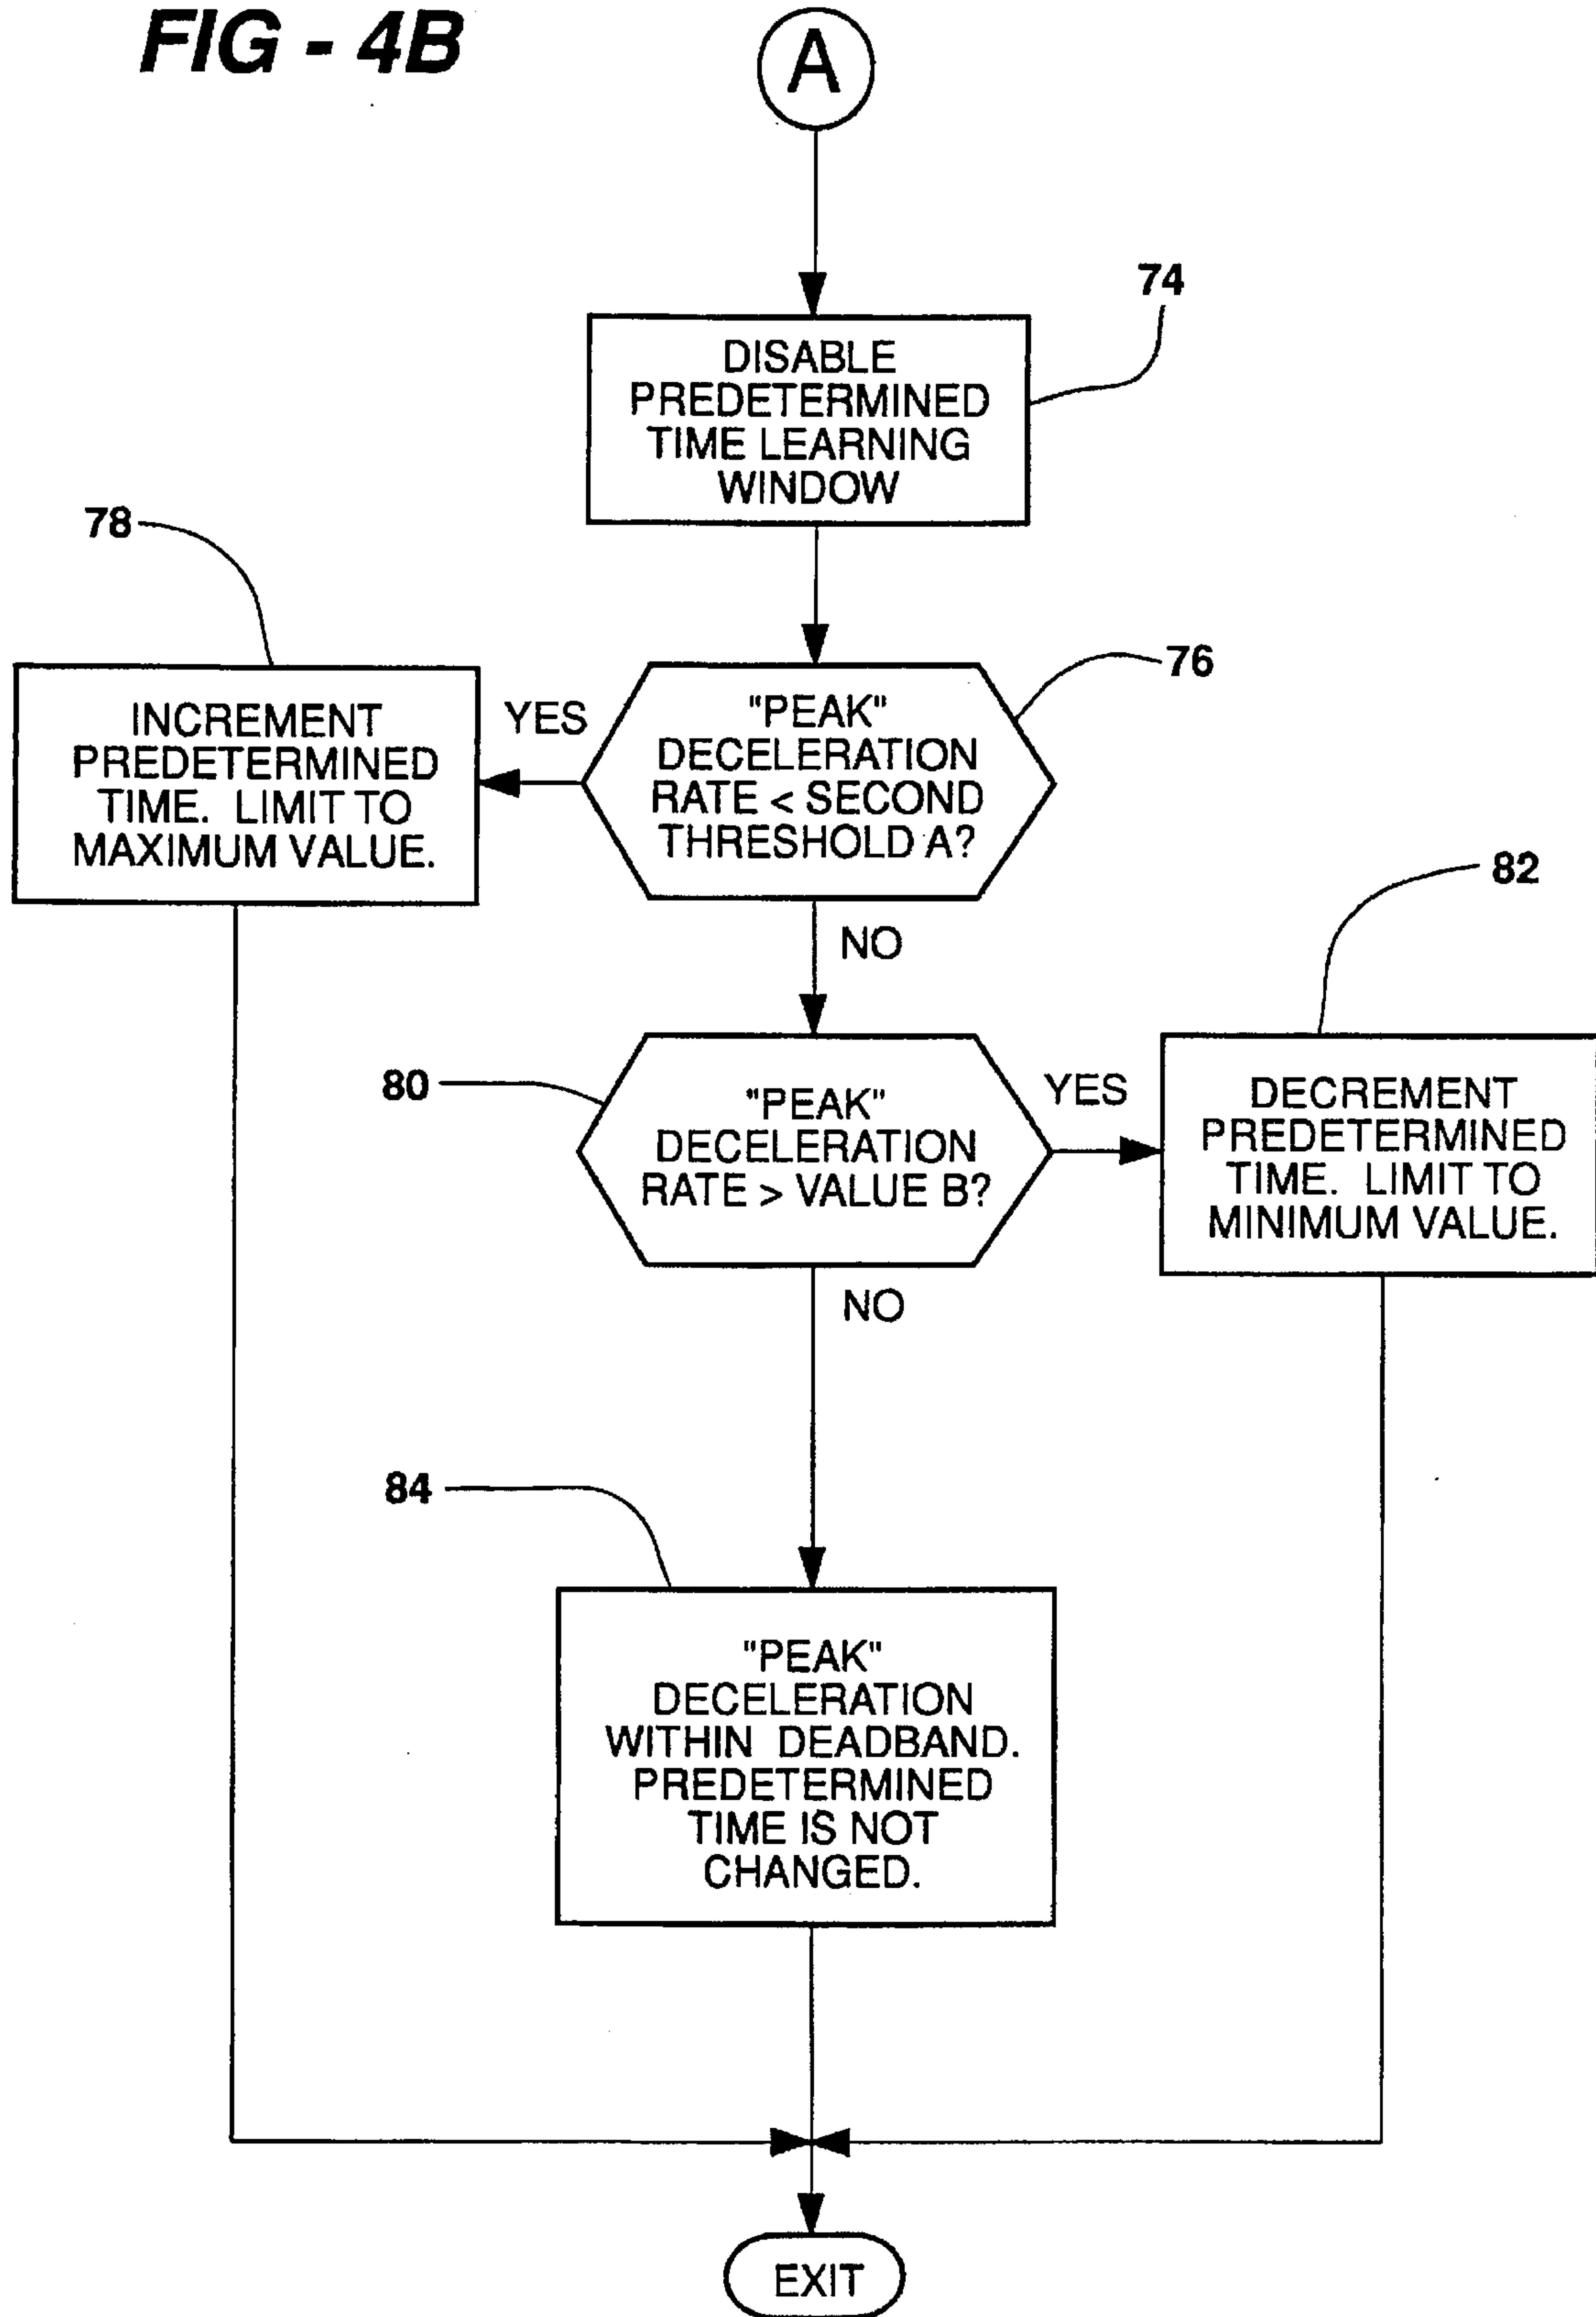 FIG - 4B
A
74
DISABLE
PREDETERMINED
TIME LEARNING
WINDOW
78
76
INCREMENT
PREDETERMINED
TIME. LIMIT TO
MAXIMUM VALUE.
YES
"PEAK"
DECELERATION
RATE < SECOND
THRESHOLD A?
82
NO
80
"PEAK"
DECELERATION
RATE > VALUE B?
YES
DECREMENT
PREDETERMINED
TIME. LIMIT TO
MINIMUM VALUE.
NO
84
"PEAK"
DECELERATION
WITHIN DEADBAND.
PREDETERMINED
TIME IS NOT
CHANGED.
EXIT